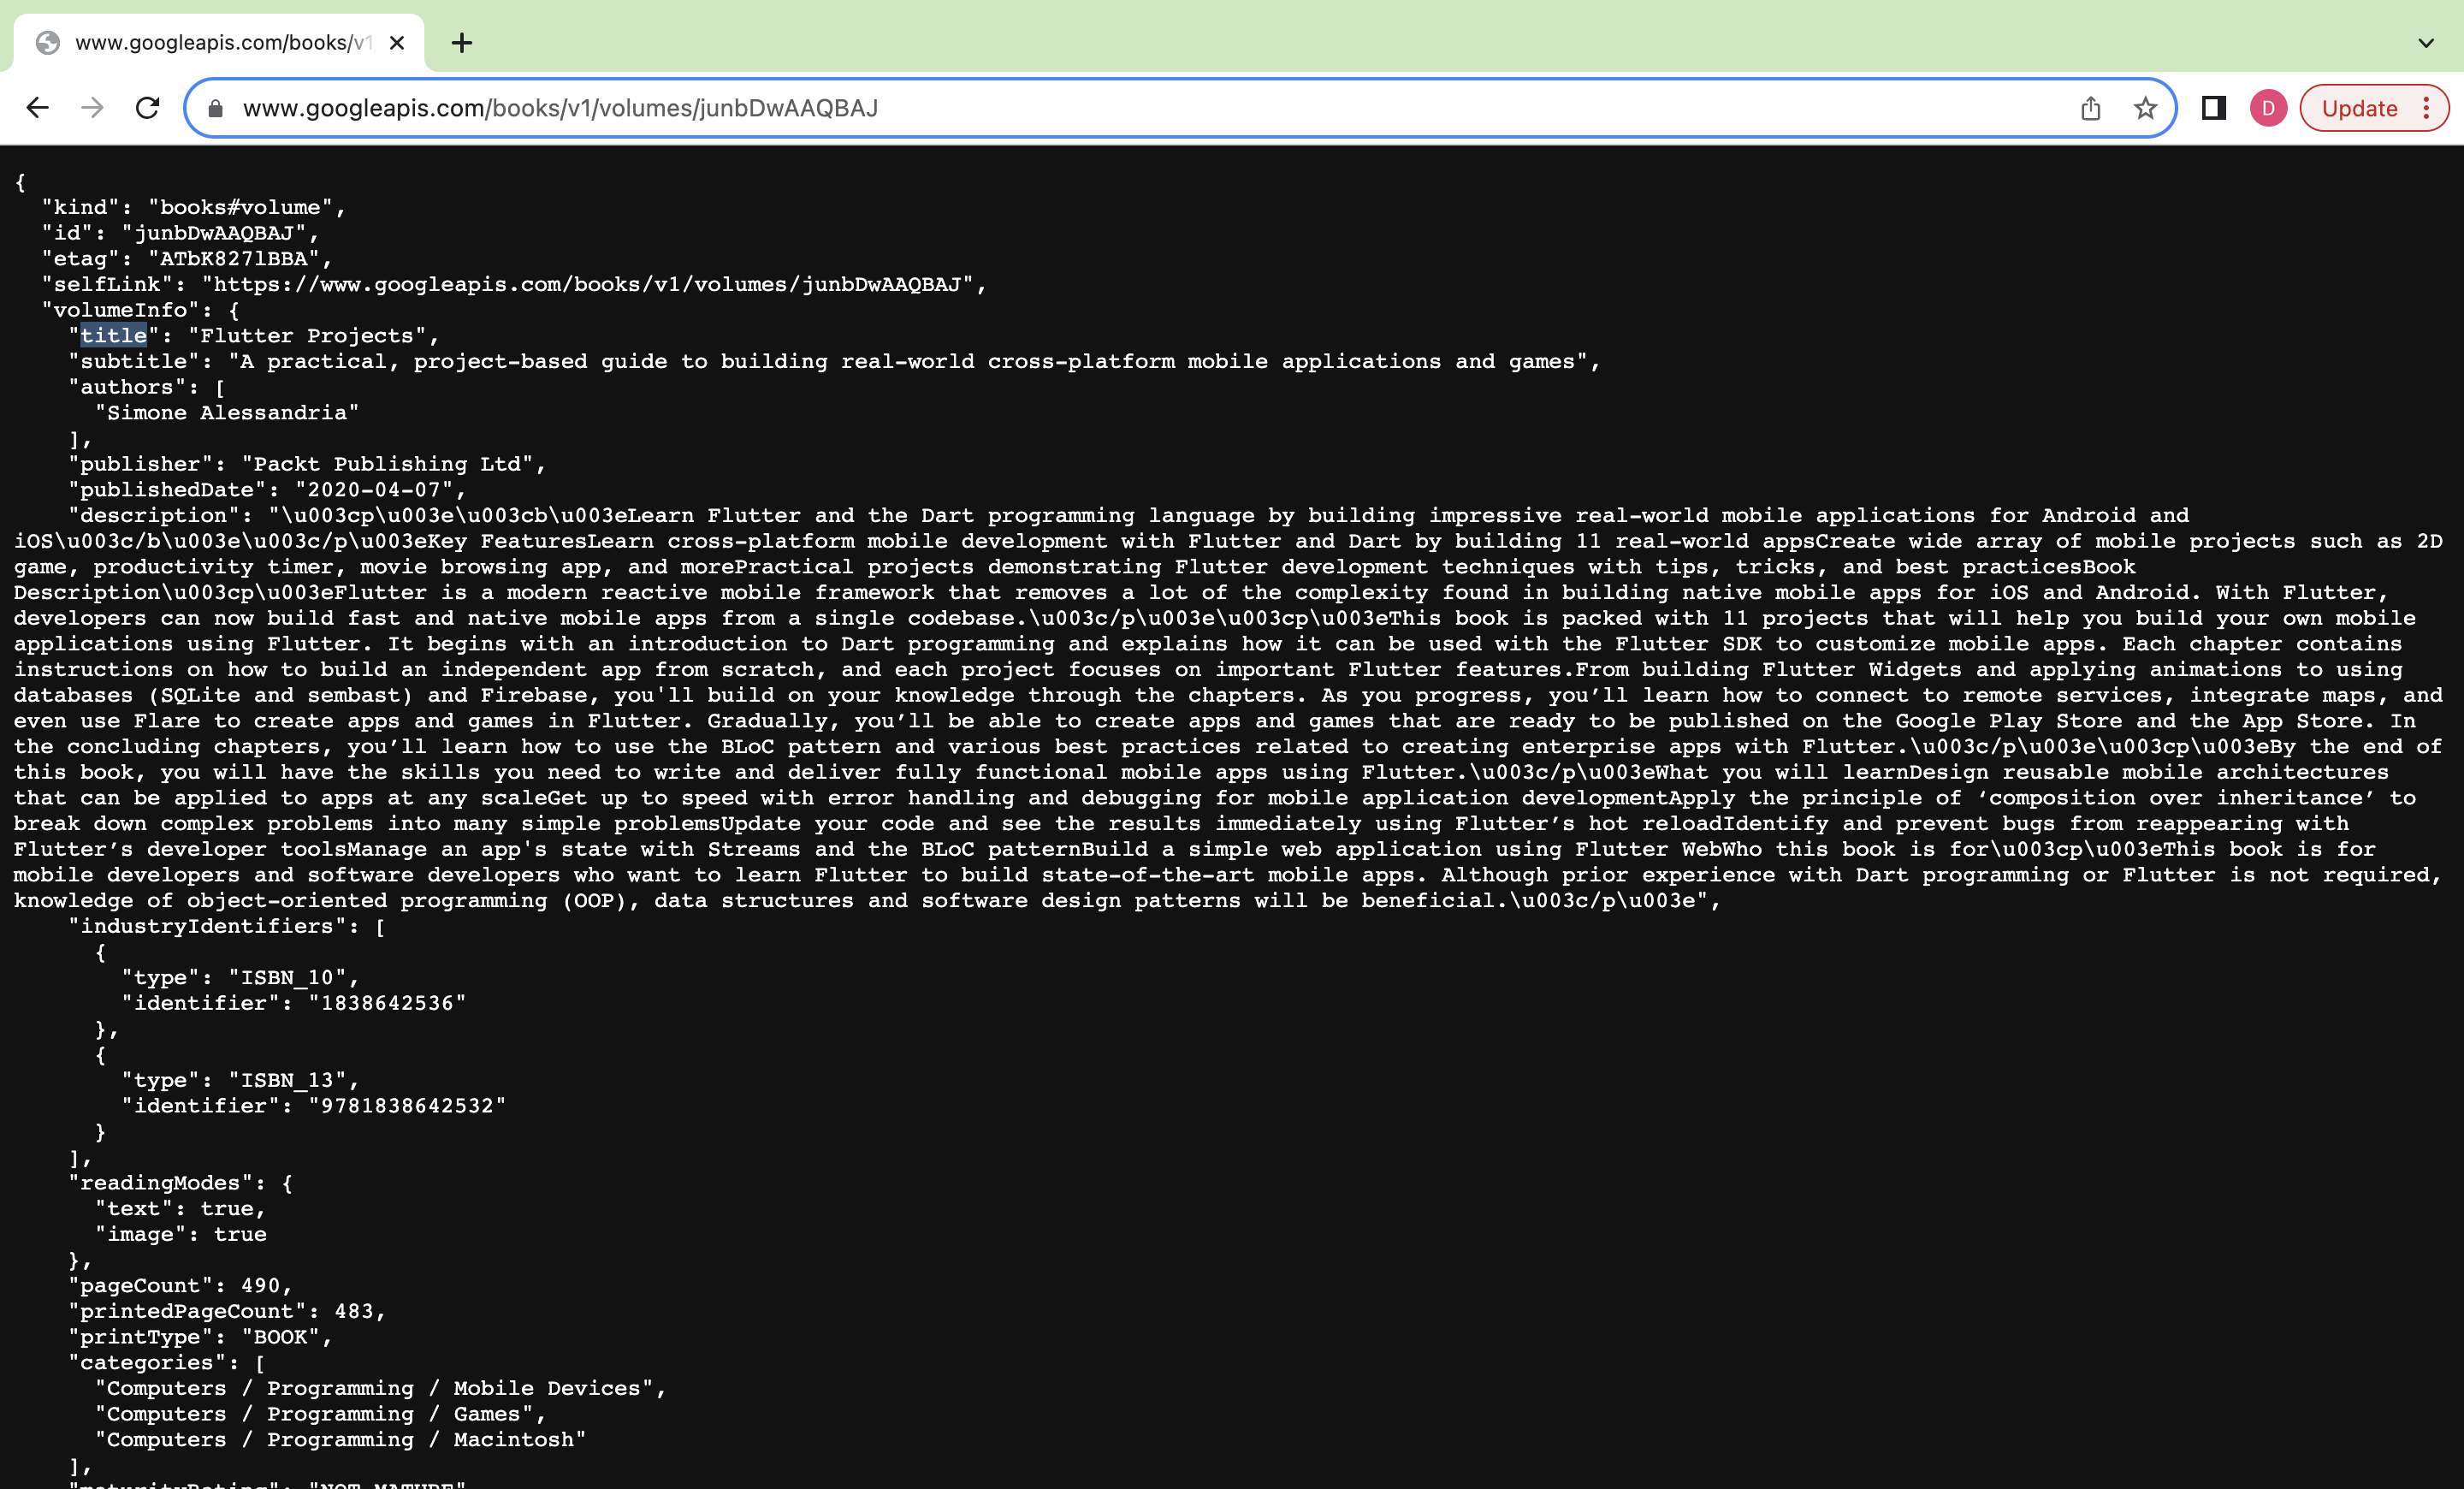 www.googleapis.com/books/v1
www.googleapis.com/books/v1/volumes/junbDwAAQBAJ
D
Update
{
"kind": "books#volume",
"id": "junbDwAAQBAJ",
"etag": "ATbK827lBBA",
"selfLink": "https://www.googleapis.com/books/v1/volumes/junbDwAAQBAJ",
"volumeInfo": {
"title": "Flutter Projects",
"subtitle": "A practical, project-based guide to building real-world cross-platform mobile applications and games",
"authors": [
"Simone Alessandria"
],
"publisher": "Packt Publishing Ltd",
"publishedDate": "2020-04-07",
"description": "\u003cp\u003e\u003cb\u003eLearn Flutter and the Dart programming language by building impressive real-world mobile applications for Android and
iOS\u003c/b\u003e\u003c/p\u003eKey FeaturesLearn cross-platform mobile development with Flutter and Dart by building 11 real-world appsCreate wide array of mobile projects such as 2D
game, productivity timer, movie browsing app, and morePractical projects demonstrating Flutter development techniques with tips, tricks, and best practicesBook
Description\u003cp\u003eFlutter is a modern reactive mobile framework that removes a lot of the complexity found in building native mobile apps for iOS and Android. With Flutter,
developers can now build fast and native mobile apps from a single codebase.\u003c/p\u003e\u003cp\u003eThis book is packed with 11 projects that will help you build your own mobile
applications using Flutter. It begins with an introduction to Dart programming and explains how it can be used with the Flutter SDK to customize mobile apps. Each chapter contains
instructions on how to build an independent app from scratch, and each project focuses on important Flutter features.From building Flutter Widgets and applying animations to using
databases (SQLite and sembast) and Firebase, you'll build on your knowledge through the chapters. As you progress, you’ll learn how to connect to remote services, integrate maps, and
even use Flare to create apps and games in Flutter. Gradually, you’ll be able to create apps and games that are ready to be published on the Google Play Store and the App Store. In
the concluding chapters, you’ll learn how to use the BLoC pattern and various best practices related to creating enterprise apps with Flutter.\u003c/p\u003e\u003cp\u003eBy the end of
this book, you will have the skills you need to write and deliver fully functional mobile apps using Flutter.\u003c/p\u003eWhat you will learnDesign reusable mobile architectures
that can be applied to apps at any scaleGet up to speed with error handling and debugging for mobile application developmentApply the principle of ‘composition over inheritance’ to
break down complex problems into many simple problemsUpdate your code and see the results immediately using Flutter’s hot reloadIdentify and prevent bugs from reappearing with
Flutter’s developer toolsManage an app's state with Streams and the BLoC patternBuild a simple web application using Flutter WebWho this book is for\u003cp\u003eThis book is for
mobile developers and software developers who want to learn Flutter to build state-of-the-art mobile apps. Although prior experience with Dart programming or Flutter is not required,
knowledge of object-oriented programming (OOP), data structures and software design patterns will be beneficial.\u003c/p\u003e",
"industryIdentifiers": [
{
"type": "ISBN_10",
"identifier": "1838642536"
},
{
"type": "ISBN_13",
"identifier": "9781838642532"
}
],
"readingModes": {
"text": true,
"image": true
},
"pageCount": 490,
"printedPageCount": 483,
"printType": "BOOK",
"categories": [
"Computers / Programming / Mobile Devices",
"Computers / Programming / Games",
"Computers / Programming / Macintosh"
],
"maturityRating": "NOT_MATURE",